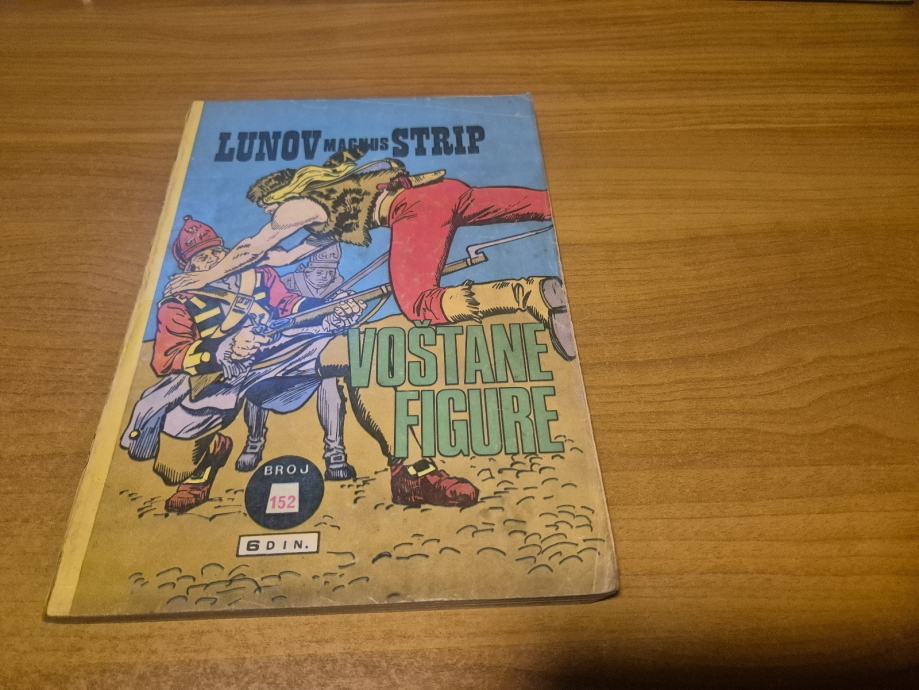 LUNOV MAGNUS STRIP
VOŠTANE
FIGURE
BROJ
152
6 DIN.